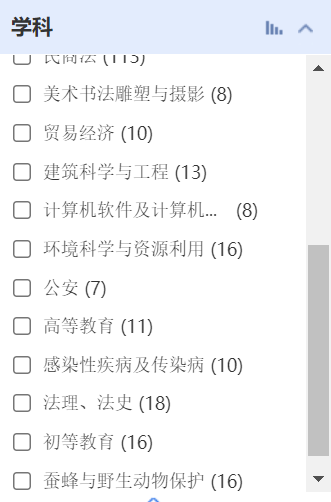 学科
民商法 (113)
美术书法雕塑与摄影 (8)
贸易经济 (10)
建筑科学与工程 (13)
计算机软件及计算机... (8)
环境科学与资源利用 (16)
公安 (7)
高等教育 (11)
感染性疾病及传染病 (10)
法理、法史 (18)
初等教育 (16)
蚕蜂与野生动物保护 (16)